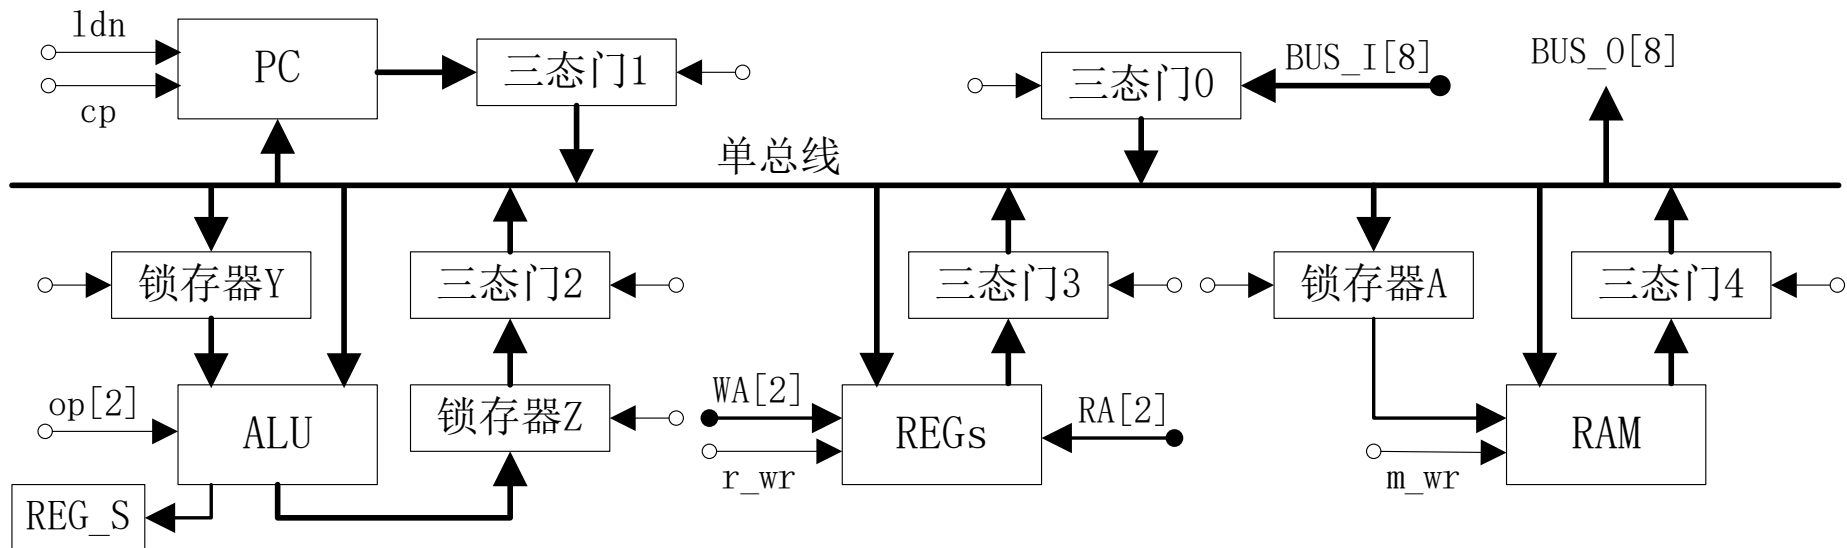 ldn
PC
cp
三态门1
三态门0
BUS_I[8]
BUS_O[8]
单总线
锁存器Y
三态门2
三态门3
锁存器A
三态门4
op[2]
ALU
锁存器Z
WA[2]
r_wr
REGs
RA[2]
m_wr
RAM
REG_S